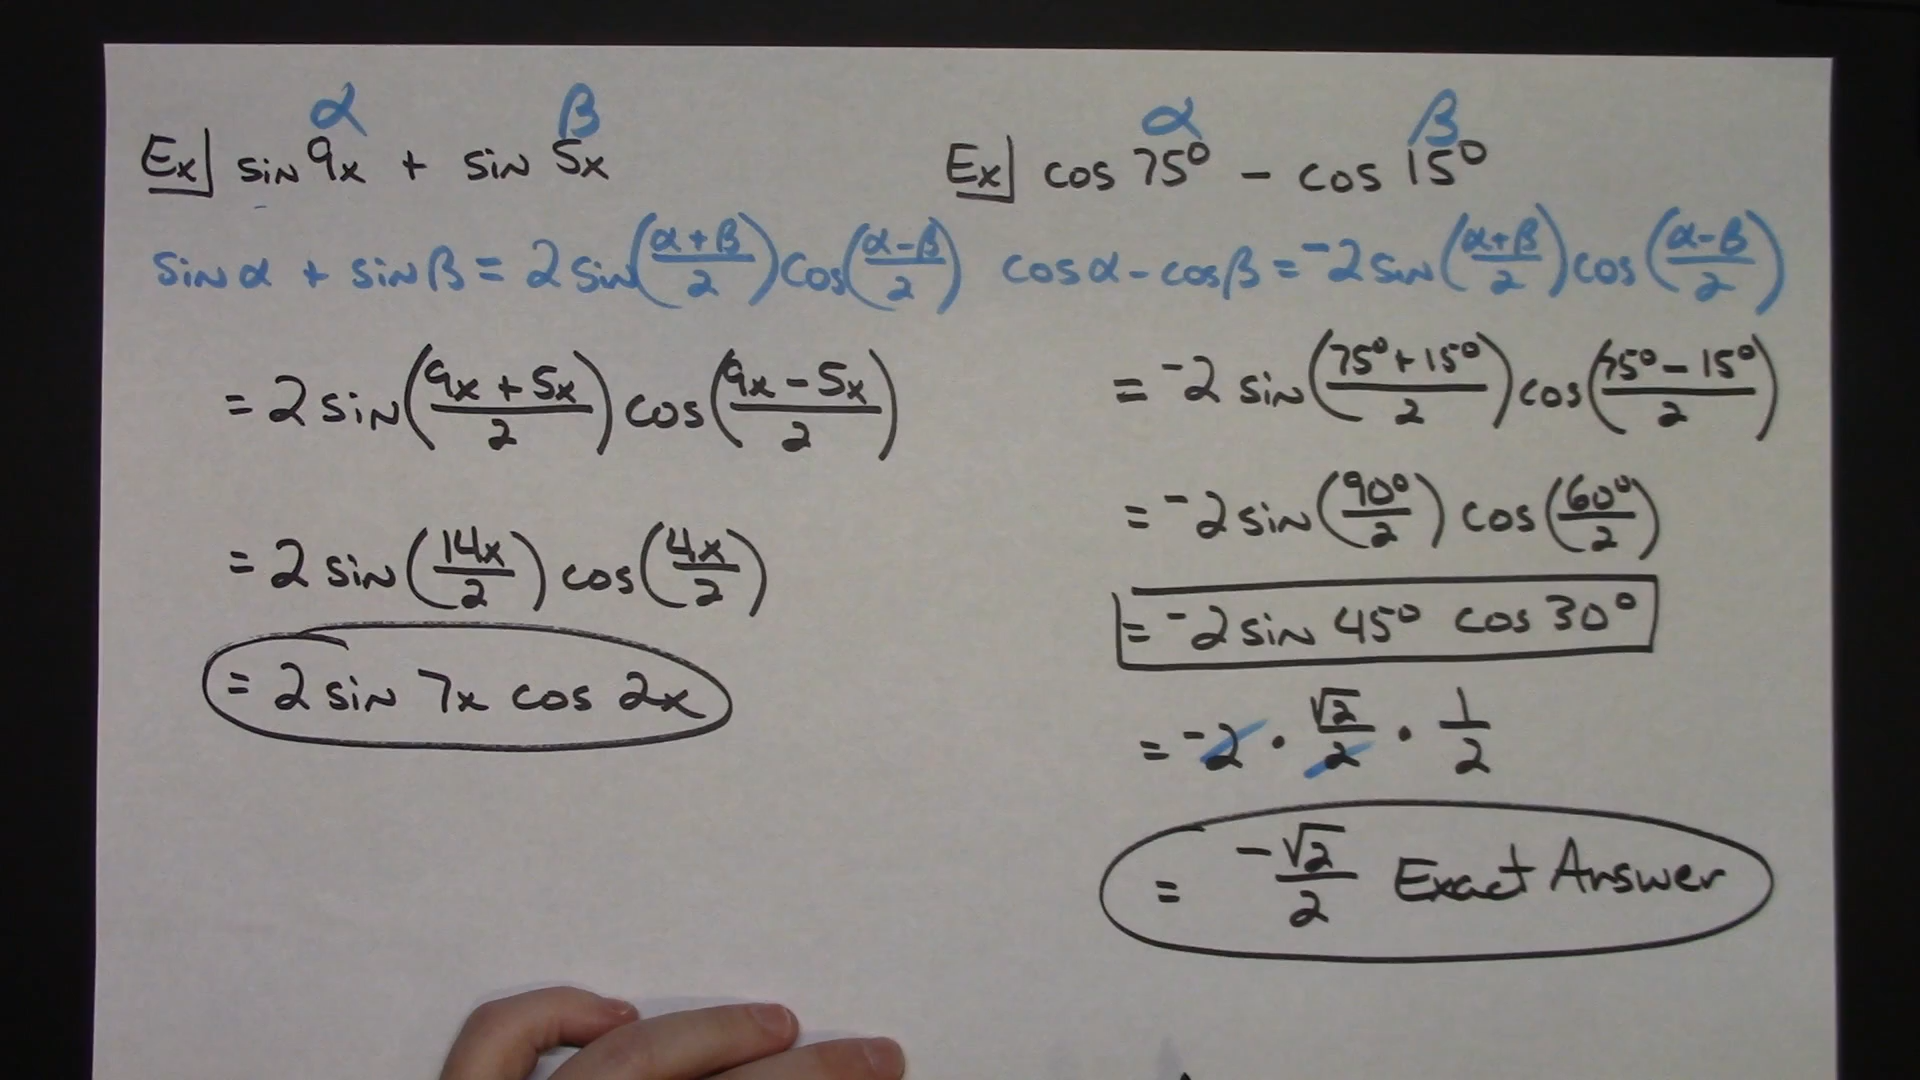 α β
Ex] sin 9x + sin 5x
sin α + sin β = 2 sin((α+β)/2) cos((α-β)/2)
= 2 sin((9x + 5x)/2) cos((9x - 5x)/2)
= 2 sin(14x/2) cos(4x/2)
= 2 sin 7x cos 2x
α β
Ex] cos 75° - cos 15°
cos α - cos β = -2 sin((α+β)/2) cos((α-β)/2)
= -2 sin((75° + 15°)/2) cos((75° - 15°)/2)
= -2 sin(90°/2) cos(60°/2)
= -2 sin 45° cos 30°
= -2 · √2/2 · 1/2
= -√2/2 Exact Answer